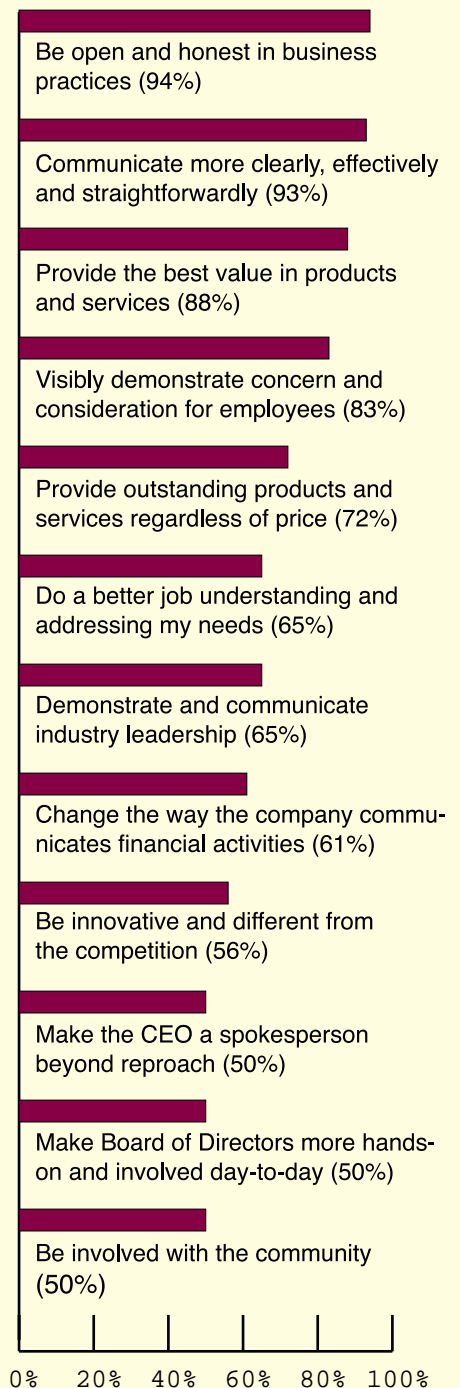 Be open and honest in business
practices (94%)
Communicate more clearly, effectively
and straightforwardly (93%)
Provide the best value in products
and services (88%)
Visibly demonstrate concern and
consideration for employees (83%)
Provide outstanding products and
services regardless of price (72%)
Do a better job understanding and
addressing my needs (65%)
Demonstrate and communicate
industry leadership (65%)
Change the way the company commu-
nicates financial activities (61%)
Be innovative and different from
the competition (56%)
Make the CEO a spokesperson
beyond reproach (50%)
Make Board of Directors more hands-
on and involved day-to-day (50%)
Be involved with the community
(50%)
0% 20% 40% 60% 80% 100%